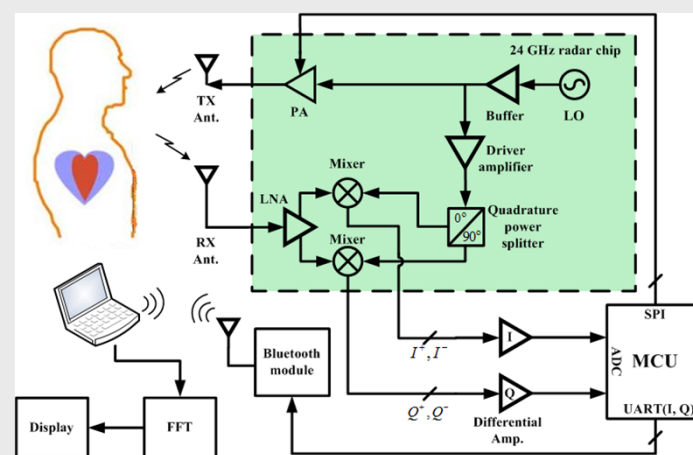 24 GHz radar chip
TX
Ant.
PA
Buffer
LO
Driver
amplifier
Mixer
LNA
0°
90°
Quadrature
power
splitter
RX
Ant.
Mixer
SPI
I⁺, I⁻
I
ADC
MCU
Bluetooth
module
Q⁺, Q⁻
Q
UART(I, Q)
Differential
Amp.
Display
FFT